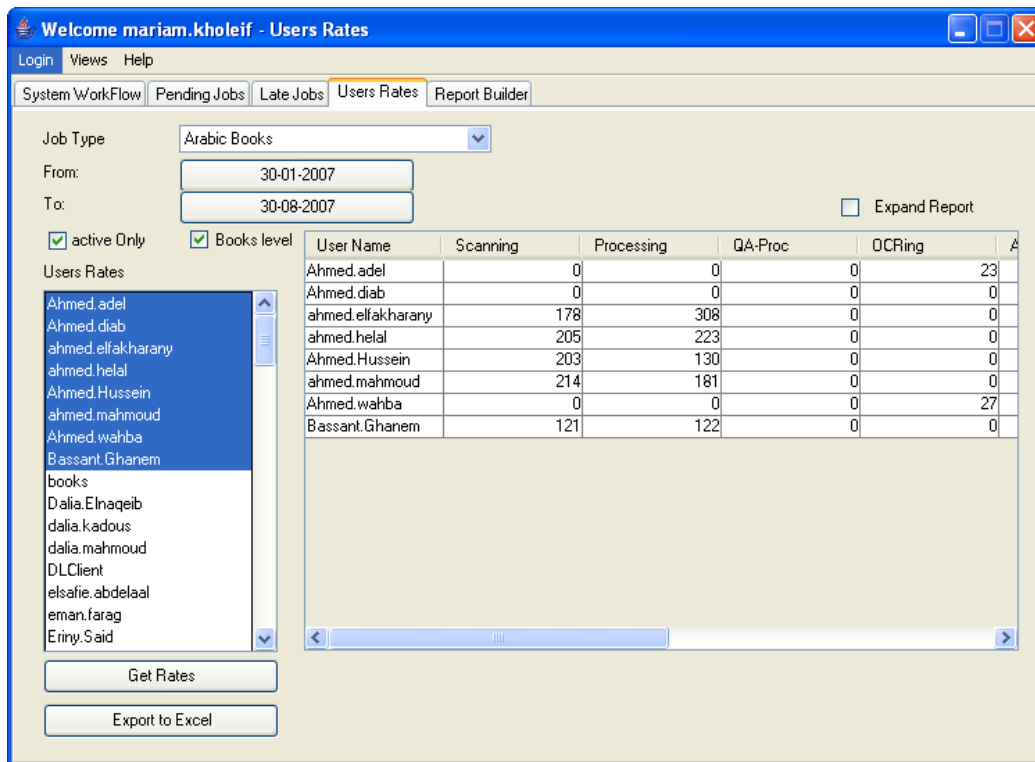 Welcome mariam.kholeif - Users Rates
Login Views Help
System WorkFlow Pending Jobs Late Jobs Users Rates Report Builder
Job Type Arabic Books
From: 30-01-2007
To: 30-08-2007
Expand Report
active Only Books level
Users Rates
Ahmed.adel
Ahmed.diab
ahmed.elfakharany
ahmed.helal
Ahmed.Hussein
ahmed.mahmoud
Ahmed.wahba
Bassant.Ghanem
books
Dalia.Elnaqeib
dalia.kadous
dalia.mahmoud
DLClient
elsafie.abdelaal
eman.farag
Eriny.Said
User Name Scanning Processing QA-Proc OCRing A
Ahmed.adel 0 0 0 23
Ahmed.diab 0 0 0 0
ahmed.elfakharany 178 308 0 0
ahmed.helal 205 223 0 0
Ahmed.Hussein 203 130 0 0
ahmed.mahmoud 214 181 0 0
Ahmed.wahba 0 0 0 27
Bassant.Ghanem 121 122 0 0
Get Rates
Export to Excel